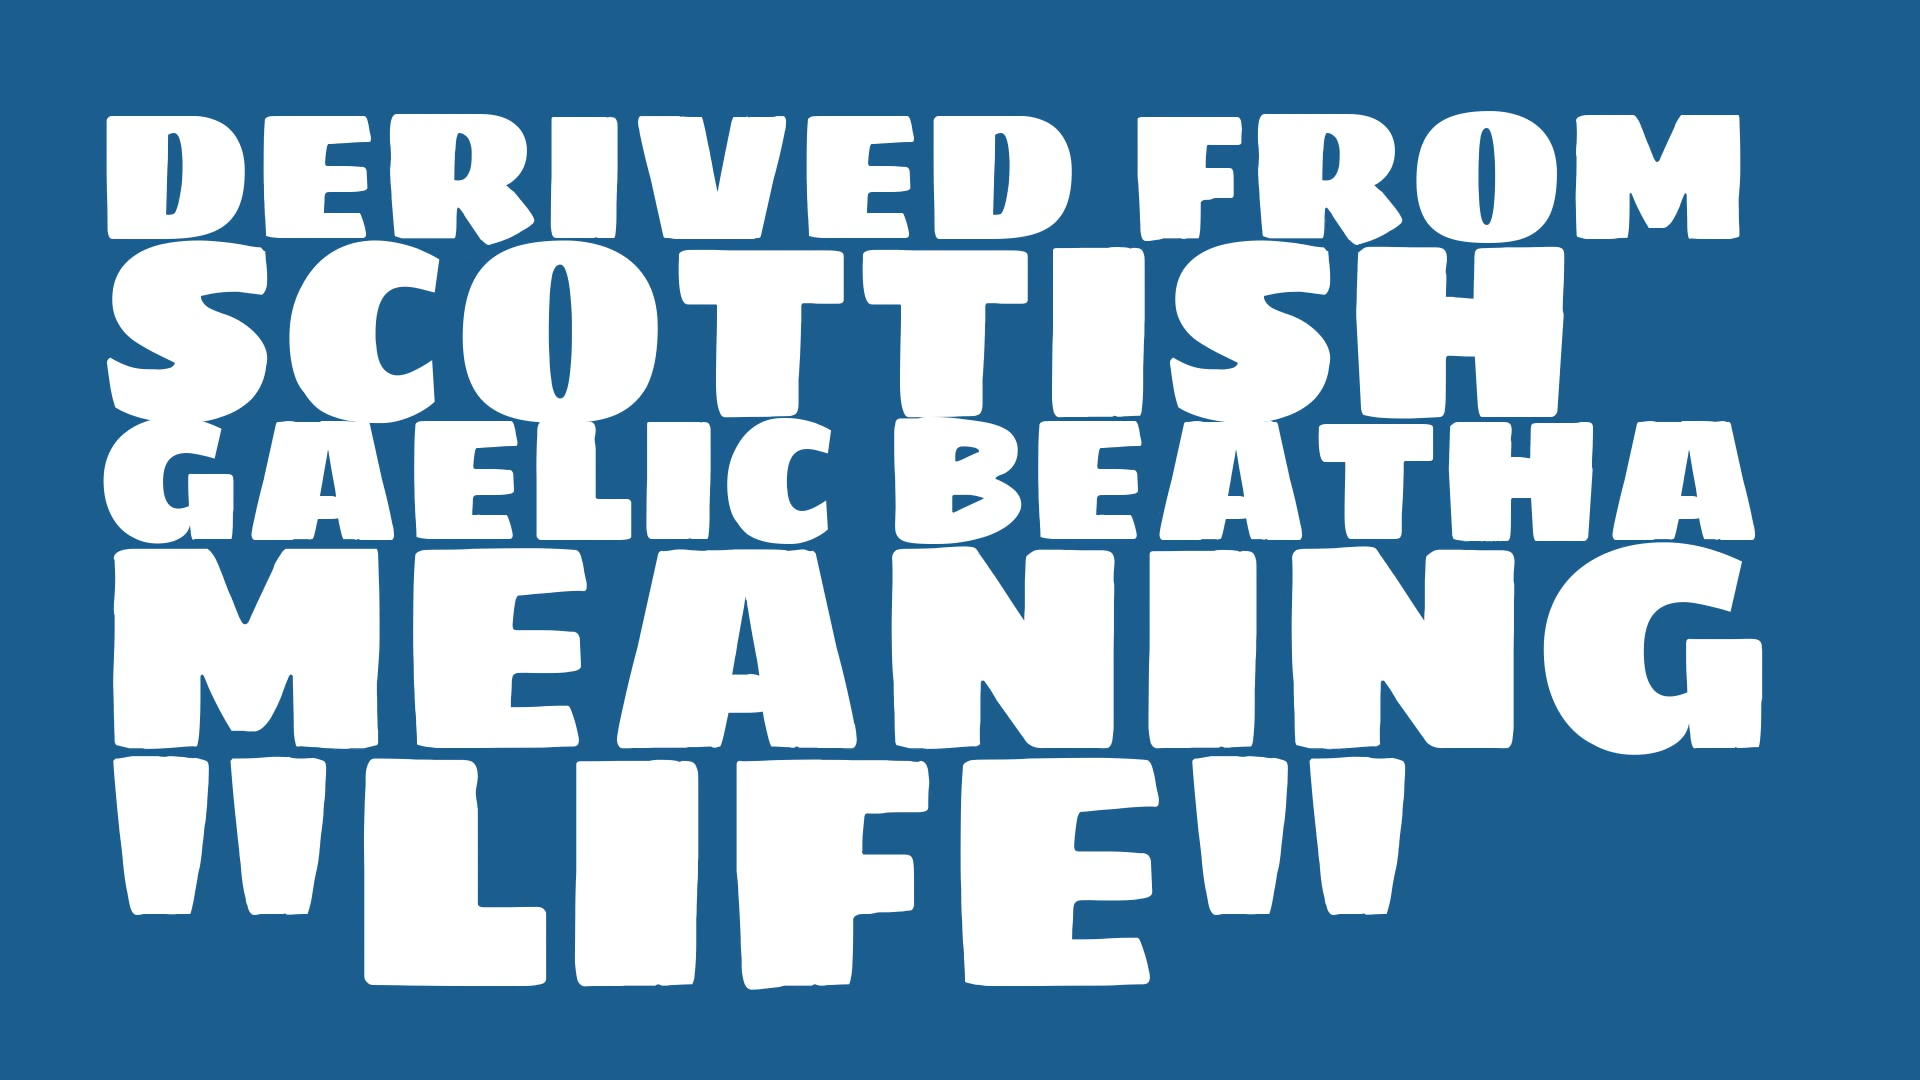 DERIVED FROM
SCOTTISH
GAELIC BEATHA
MEANING
"LIFE"